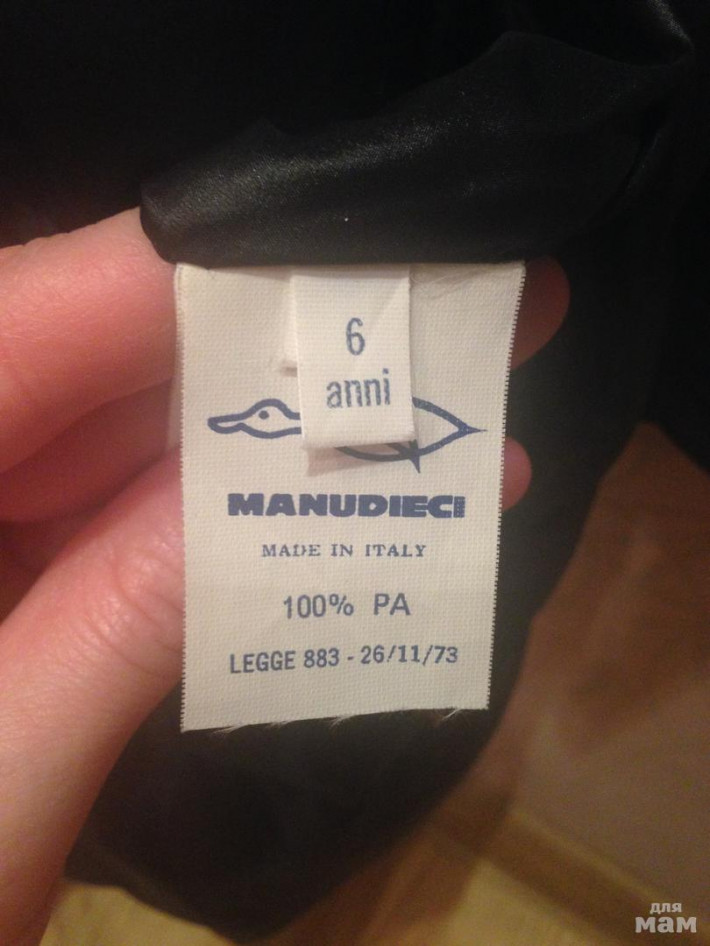 6
anni
MANUDIECI
MADE IN ITALY
100% PA
LEGGE 883 - 26/11/73
для
мам